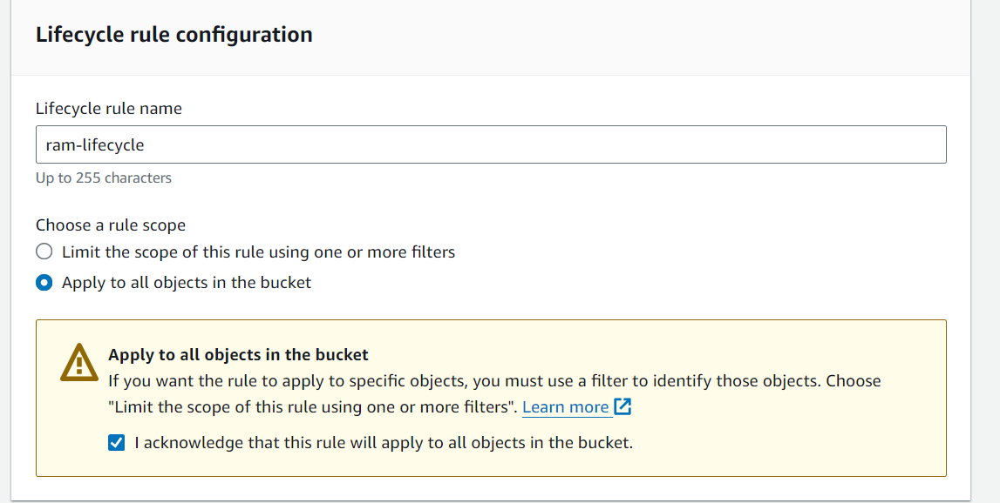 Lifecycle rule configuration
Lifecycle rule name
ram-lifecycle
Up to 255 characters
Choose a rule scope
Limit the scope of this rule using one or more filters
Apply to all objects in the bucket
Apply to all objects in the bucket
If you want the rule to apply to specific objects, you must use a filter to identify those objects. Choose
"Limit the scope of this rule using one or more filters". Learn more
I acknowledge that this rule will apply to all objects in the bucket.